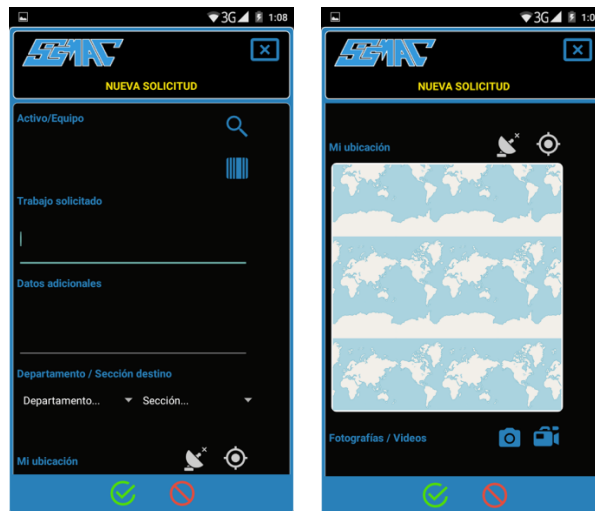 3G 1:08
SGMAC
NUEVA SOLICITUD
Activo/Equipo
Trabajo solicitado
Datos adicionales
Departamento / Sección destino
Departamento... Sección...
Mi ubicación
3G
SGMAC
NUEVA SOLICITUD
Mi ubicación
Fotografías / Videos